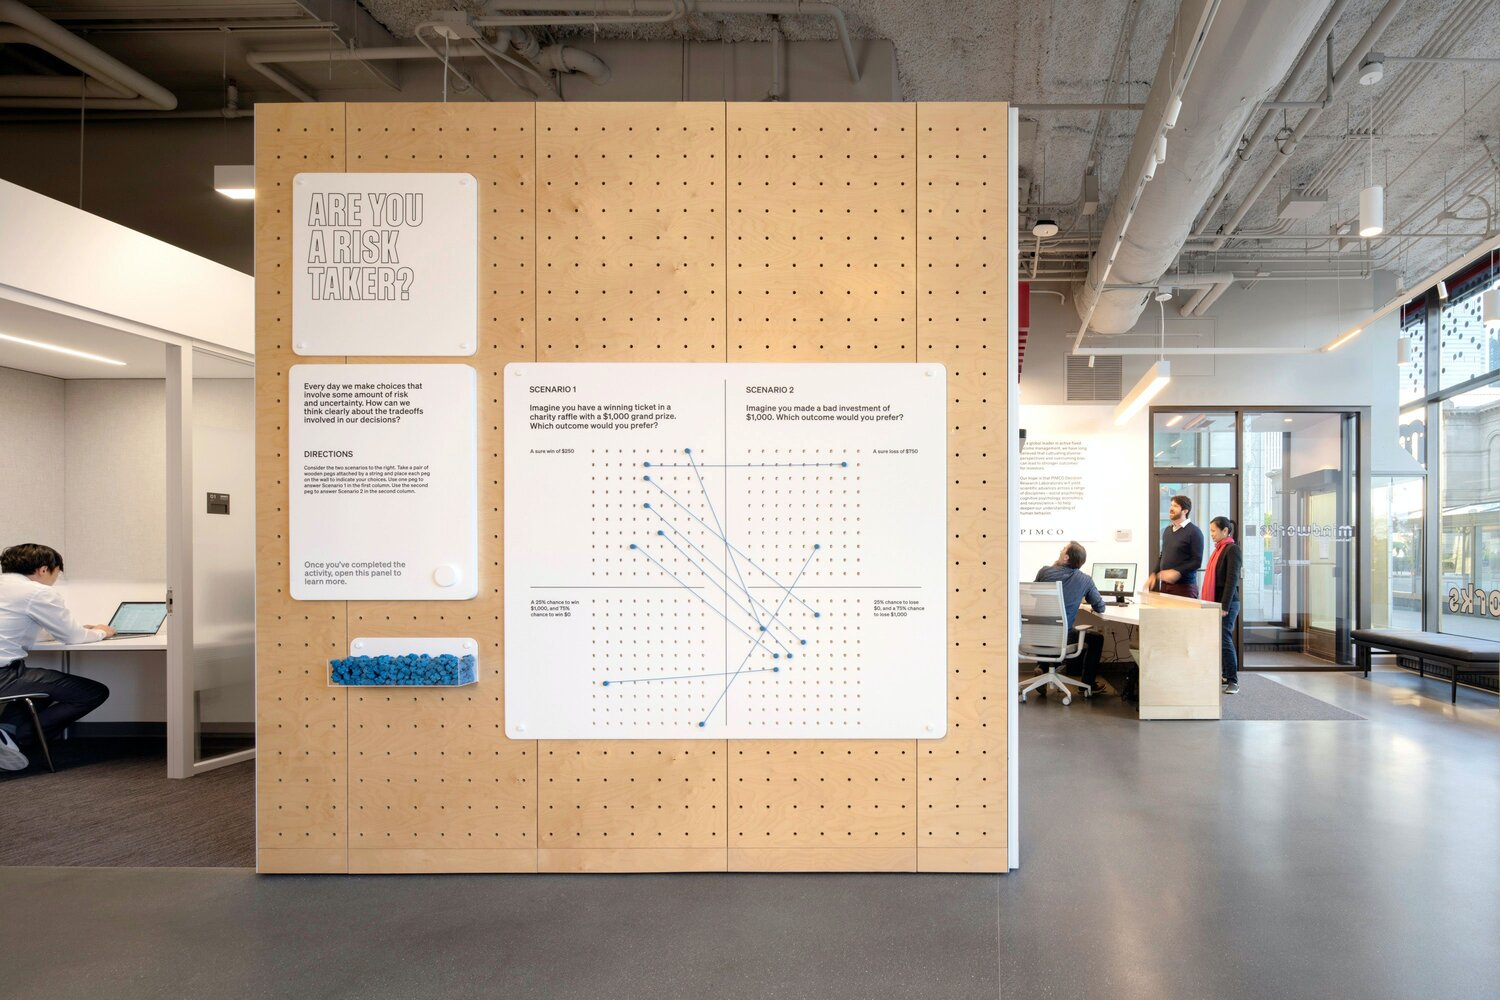 ARE YOU
A RISK
TAKER?
Every day we make choices that
involve some amount of risk
and uncertainty. How can we
think clearly about the tradeoffs
involved in our decisions?
DIRECTIONS
Consider the two scenarios to the right. Take a pair of
wooden pegs attached by a string and place each peg
on the wall to indicate your choices. Use one peg to
answer Scenario 1 in the first column. Use the second
peg to answer Scenario 2 in the second column.
Once you've completed the
activity, open this panel to
learn more.
SCENARIO 1
Imagine you have a winning ticket in a
charity raffle with a $1,000 grand prize.
Which outcome would you prefer?
A sure win of $250
A 25% chance to win
$1,000, and 75%
chance to win $0
SCENARIO 2
Imagine you made a bad investment of
$1,000. Which outcome would you prefer?
A sure loss of $750
25% chance to lose
$0, and a 75% chance
to lose $1,000
PIMCO
mindworks
orks